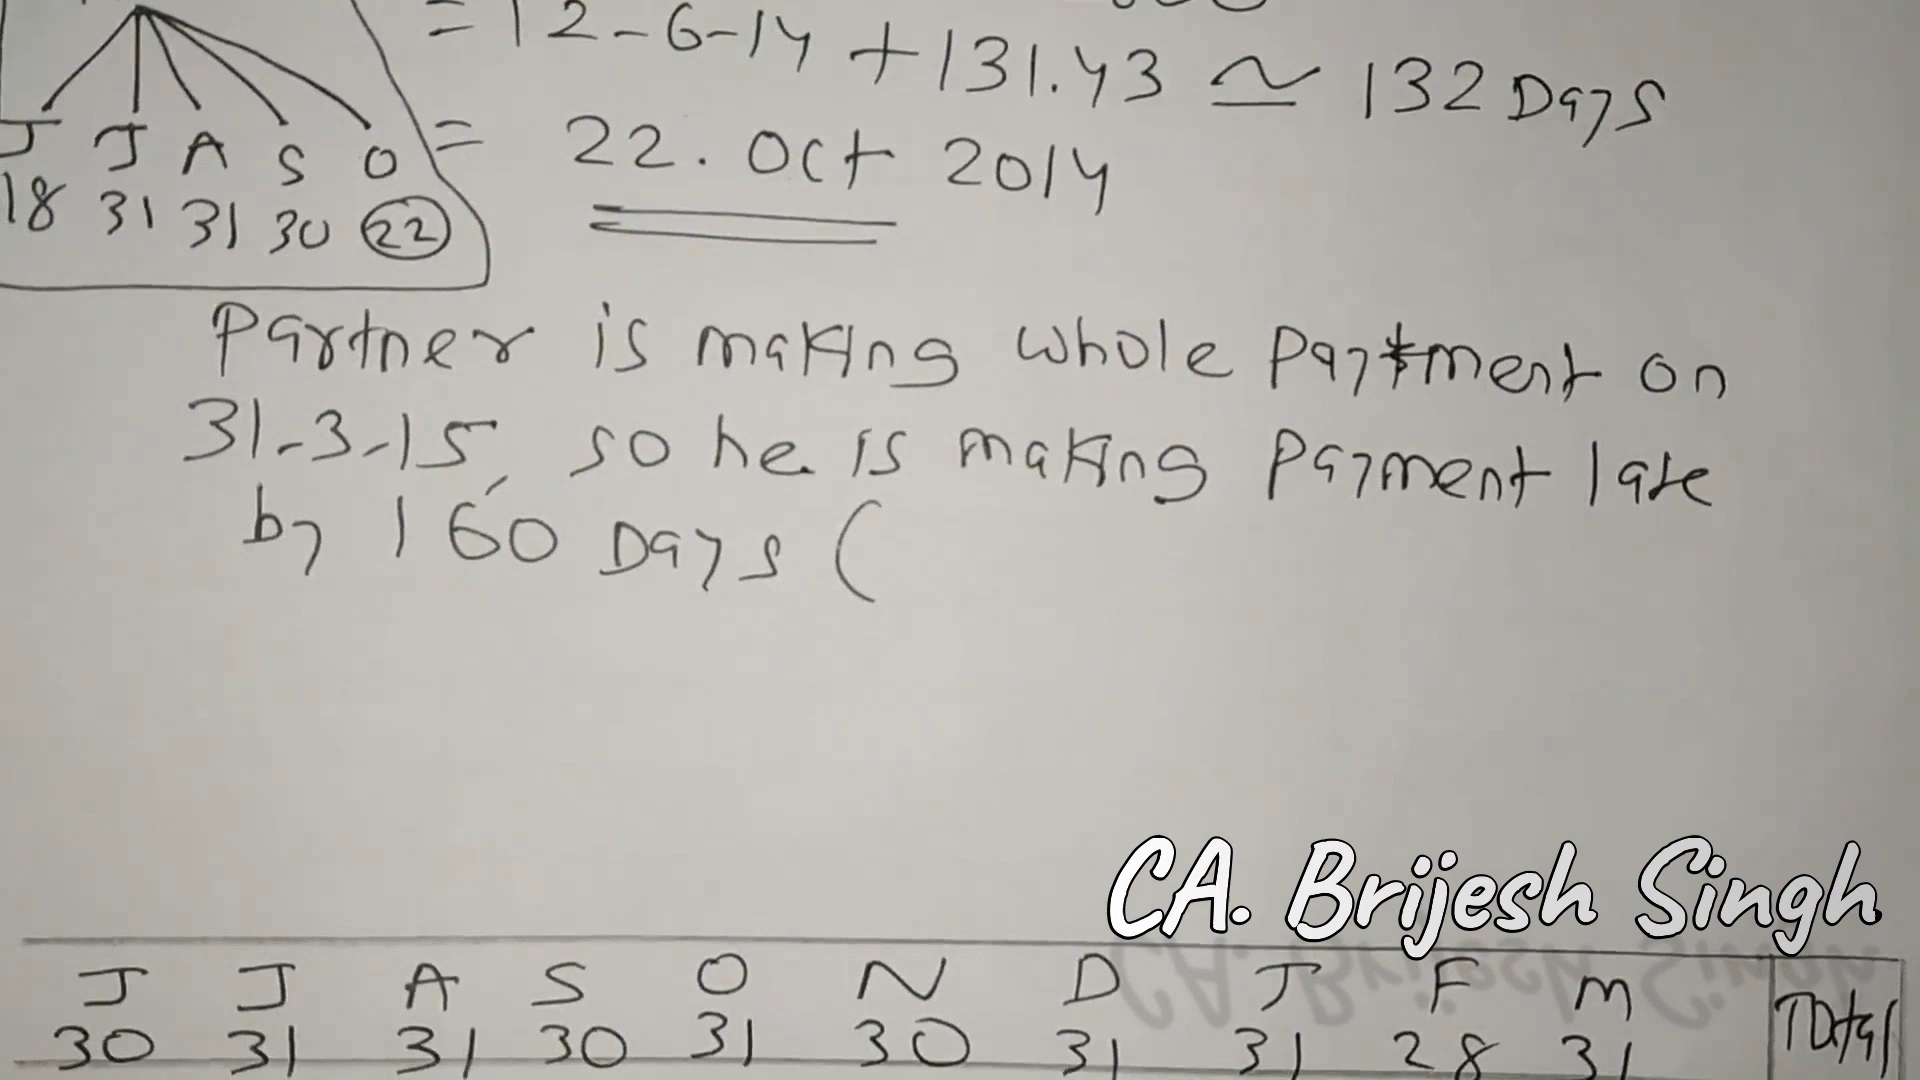 = 12-6-14 + 131.43 ≃ 132 Days
J J A S O
= 22. Oct 2014
18 31 31 30 22
Partner is making whole payment on
31-3-15, so he is making payment late
by 160 Days (
CA. Brijesh Singh
J J A S O N D J F M Total
30 31 31 30 31 30 31 31 28 31